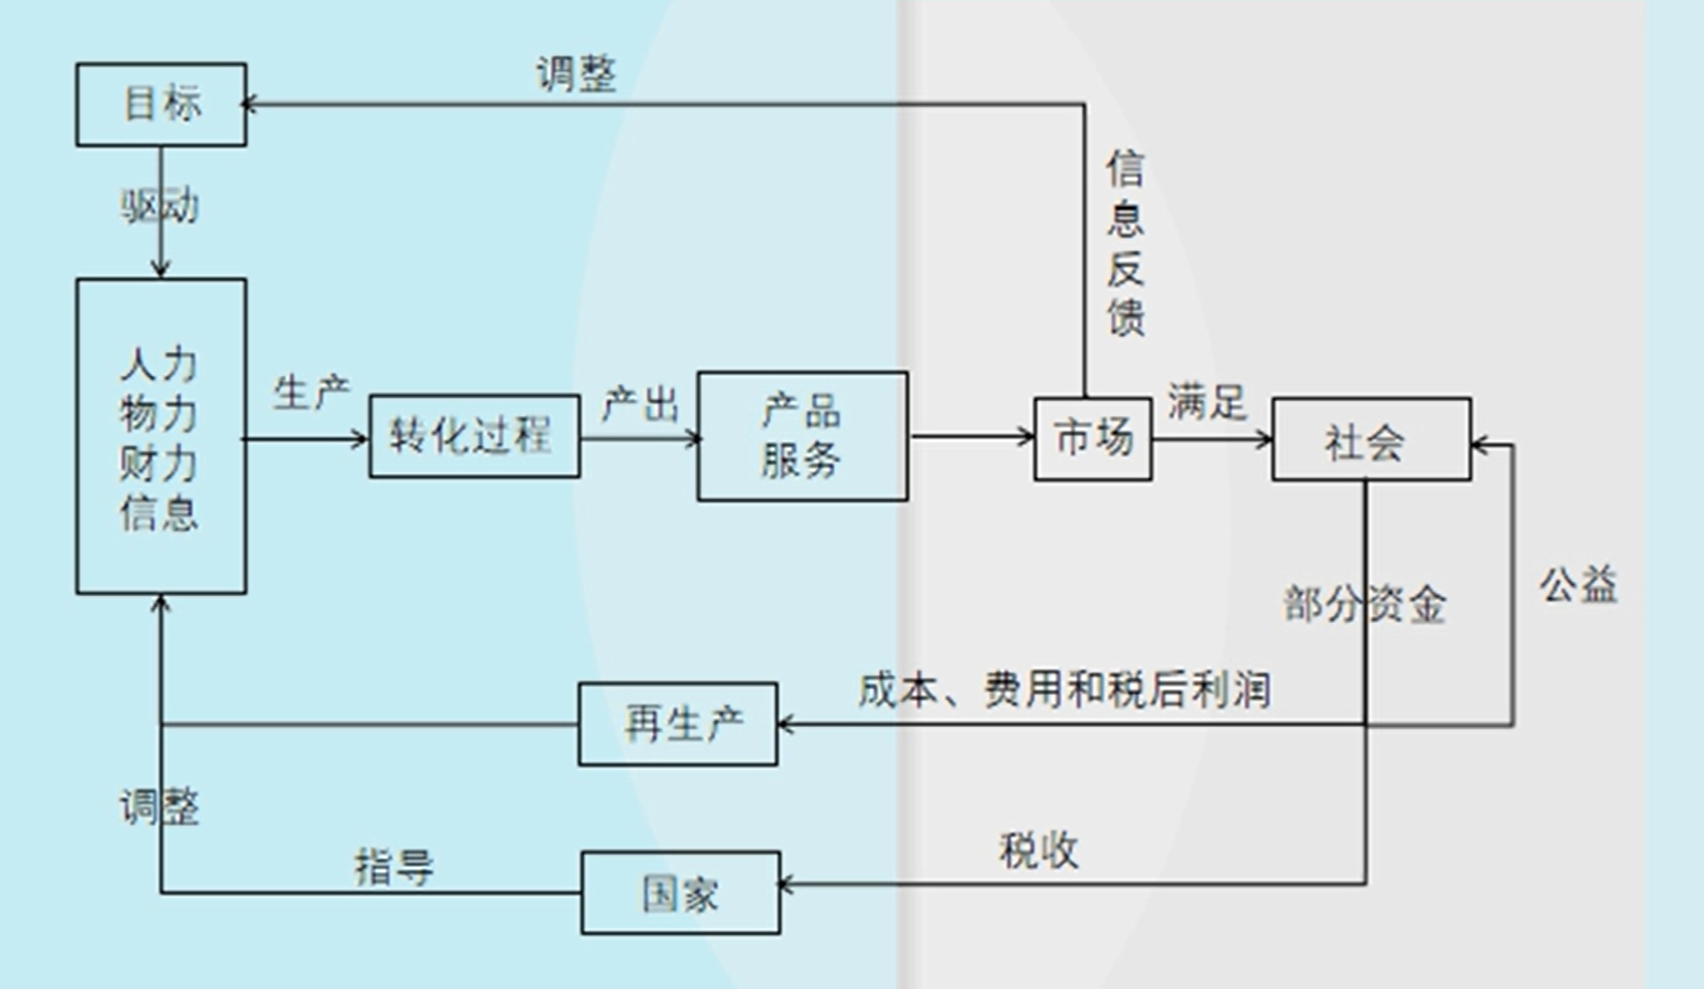 调整
目标
信
息
反
馈
驱动
人力
物力
财力
信息
生产
转化过程
产出
产品
服务
市场
满足
社会
部分资金
公益
成本、费用和税后利润
再生产
调整
指导
国家
税收